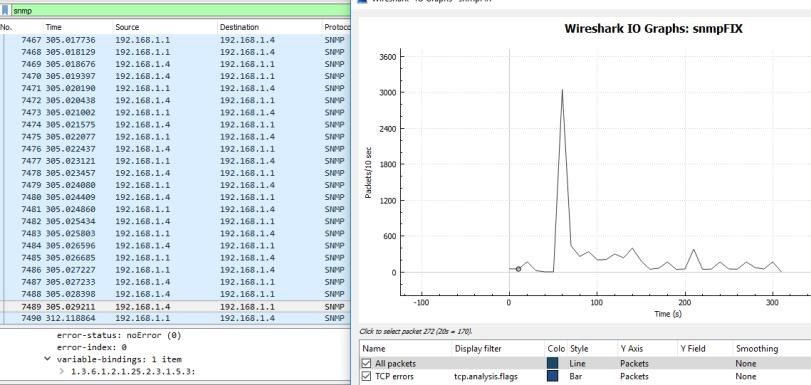 Wireshark · IO Graphs · snmpFIX
snmp
No. Time Source Destination Protoco
7467 305.017736 192.168.1.1 192.168.1.4 SNMP
7468 305.018129 192.168.1.4 192.168.1.1 SNMP
7469 305.018676 192.168.1.1 192.168.1.4 SNMP
7470 305.019397 192.168.1.4 192.168.1.1 SNMP
7471 305.020190 192.168.1.1 192.168.1.4 SNMP
7472 305.020438 192.168.1.4 192.168.1.1 SNMP
7473 305.021002 192.168.1.1 192.168.1.4 SNMP
7474 305.021575 192.168.1.4 192.168.1.1 SNMP
7475 305.022077 192.168.1.1 192.168.1.4 SNMP
7476 305.022437 192.168.1.4 192.168.1.1 SNMP
7477 305.023121 192.168.1.1 192.168.1.4 SNMP
7478 305.023457 192.168.1.4 192.168.1.1 SNMP
7479 305.024080 192.168.1.1 192.168.1.4 SNMP
7480 305.024409 192.168.1.4 192.168.1.1 SNMP
7481 305.024860 192.168.1.1 192.168.1.4 SNMP
7482 305.025434 192.168.1.4 192.168.1.1 SNMP
7483 305.025803 192.168.1.4 192.168.1.1 SNMP
7484 305.026596 192.168.1.1 192.168.1.4 SNMP
7485 305.026685 192.168.1.1 192.168.1.4 SNMP
7486 305.027227 192.168.1.4 192.168.1.1 SNMP
7487 305.027233 192.168.1.4 192.168.1.1 SNMP
7488 305.028398 192.168.1.1 192.168.1.4 SNMP
7489 305.029211 192.168.1.4 192.168.1.1 SNMP
7490 312.118864 192.168.1.1 192.168.1.4 SNMP
error-status: noError (0)
error-index: 0
variable-bindings: 1 item
1.3.6.1.2.1.25.2.3.1.5.3:
Wireshark IO Graphs: snmpFIX
3600
3000
2400
1800
1200
600
0
Packets/10 sec
-100 0 100 200 300
Time (s)
Click to select packet 272 (20s = 170).
Name Display filter Colo Style Y Axis Y Field Smoothing
All packets Line Packets None
TCP errors tcp.analysis.flags Bar Packets None